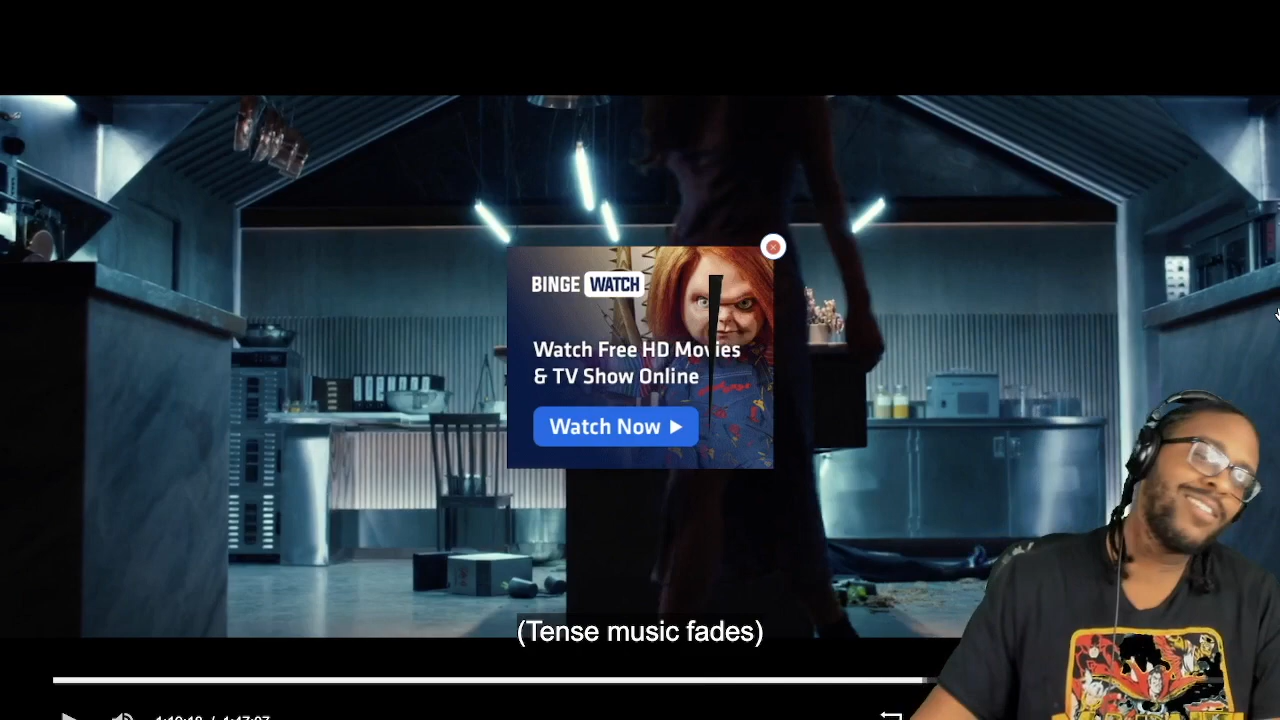 BINGE WATCH
Watch Free HD Movies
& TV Show Online
Watch Now
(Tense music fades)